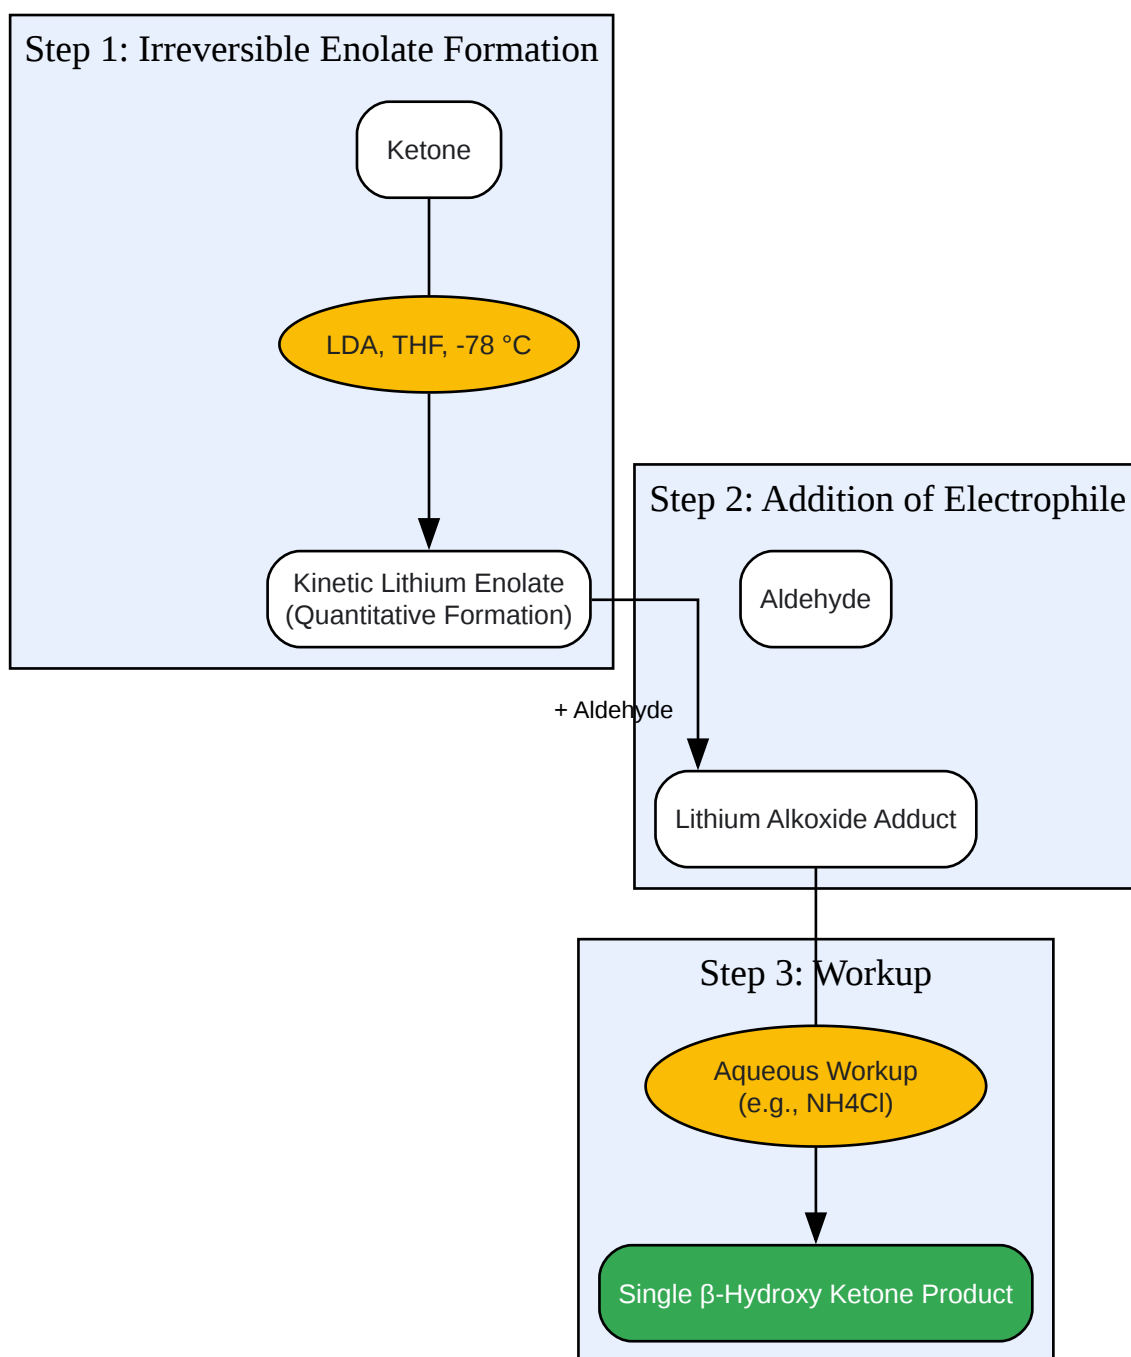 Step 1: Irreversible Enolate Formation
Ketone
LDA, THF, -78 °C
Kinetic Lithium Enolate
(Quantitative Formation)
Step 2: Addition of Electrophile
Aldehyde
+ Aldehyde
Lithium Alkoxide Adduct
Step 3: Workup
Aqueous Workup
(e.g., NH4Cl)
Single β-Hydroxy Ketone Product